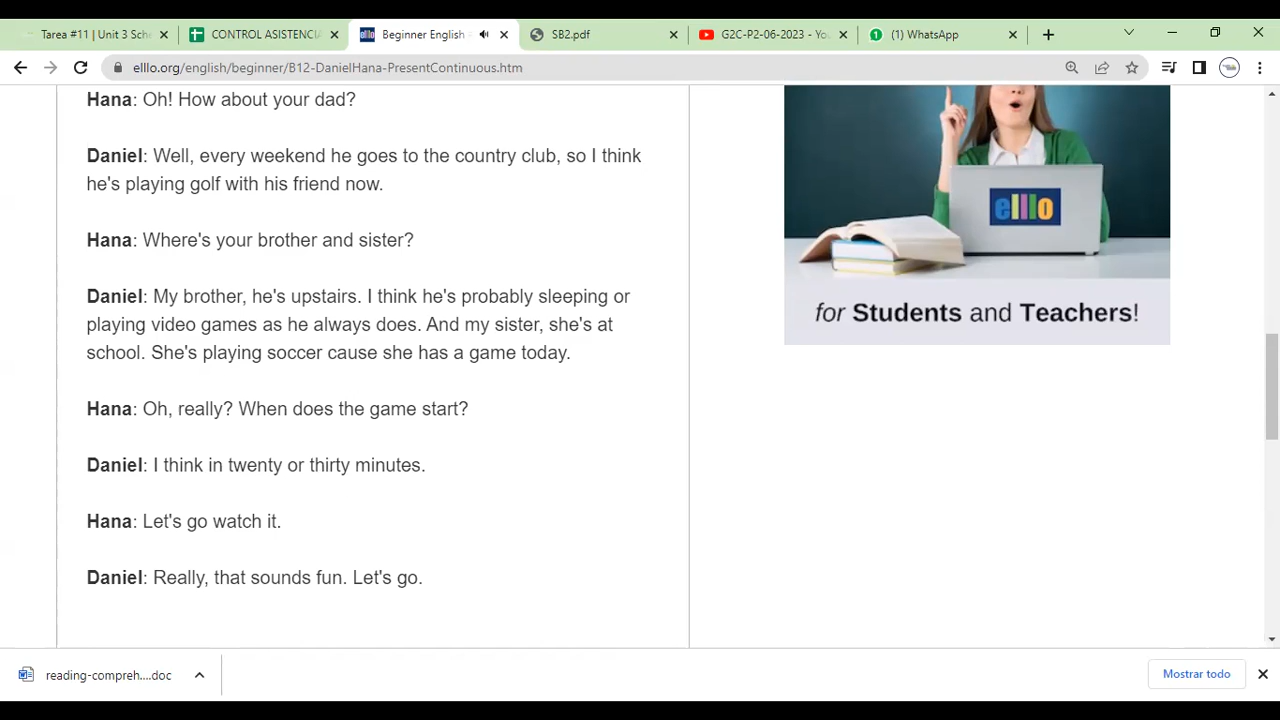 Tarea #11 | Unit 3 Sche
CONTROL ASISTENCIA
Beginner English
SB2.pdf
G2C-P2-06-2023 - You
(1) WhatsApp
elllo.org/english/beginner/B12-DanielHana-PresentContinuous.htm
Hana: Oh! How about your dad?
Daniel: Well, every weekend he goes to the country club, so I think
he's playing golf with his friend now.
Hana: Where's your brother and sister?
Daniel: My brother, he's upstairs. I think he's probably sleeping or
playing video games as he always does. And my sister, she's at
school. She's playing soccer cause she has a game today.
Hana: Oh, really? When does the game start?
Daniel: I think in twenty or thirty minutes.
Hana: Let's go watch it.
Daniel: Really, that sounds fun. Let's go.
elllo
for Students and Teachers!
reading-compreh....doc
Mostrar todo